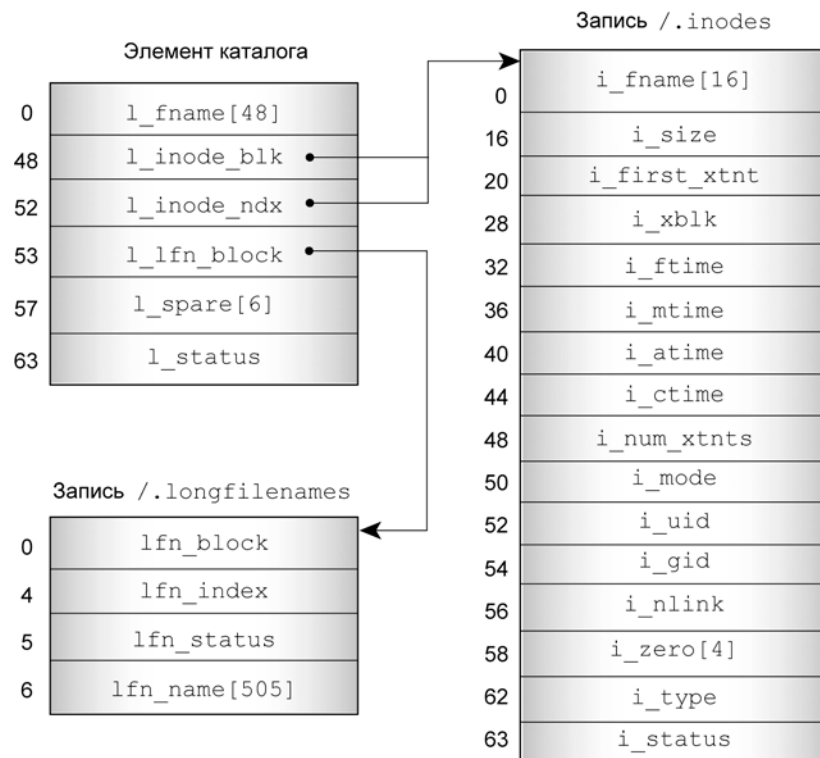 Элемент каталога
0 l_fname[48]
48 l_inode_blk
52 l_inode_ndx
53 l_lfn_block
57 l_spare[6]
63 l_status
Запись /.longfilenames
0 lfn_block
4 lfn_index
5 lfn_status
6 lfn_name[505]
Запись /.inodes
0 i_fname[16]
16 i_size
20 i_first_xtnt
28 i_xblk
32 i_ftime
36 i_mtime
40 i_atime
44 i_ctime
48 i_num_xtnts
50 i_mode
52 i_uid
54 i_gid
56 i_nlink
58 i_zero[4]
62 i_type
63 i_status